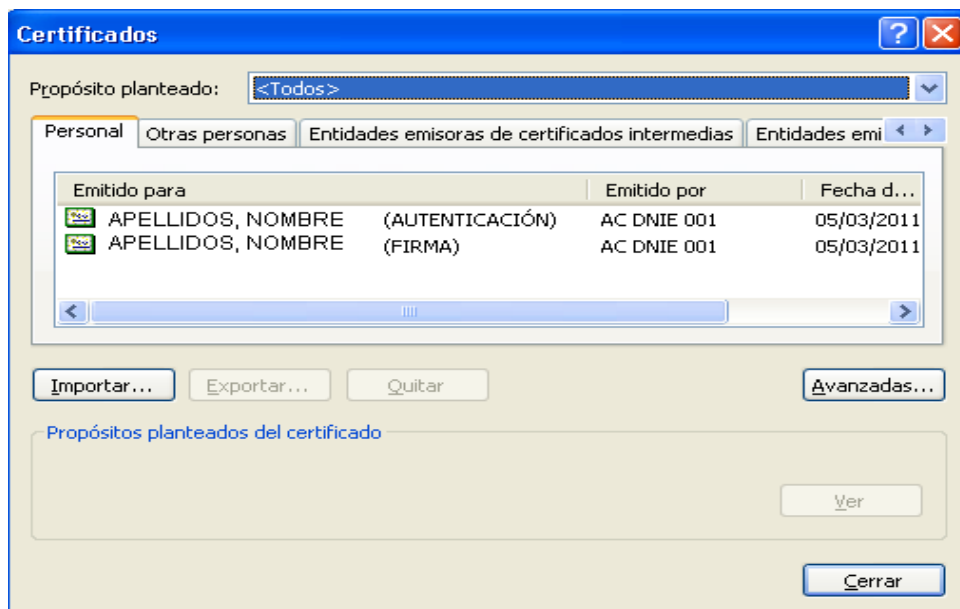 Certificados
Propósito planteado: <Todos>
Personal Otras personas Entidades emisoras de certificados intermedias Entidades emi
Emitido para Emitido por Fecha d...
APELLIDOS, NOMBRE (AUTENTICACIÓN) AC DNIE 001 05/03/2011
APELLIDOS, NOMBRE (FIRMA) AC DNIE 001 05/03/2011
Importar... Exportar... Quitar Avanzadas...
Propósitos planteados del certificado
Ver
Cerrar